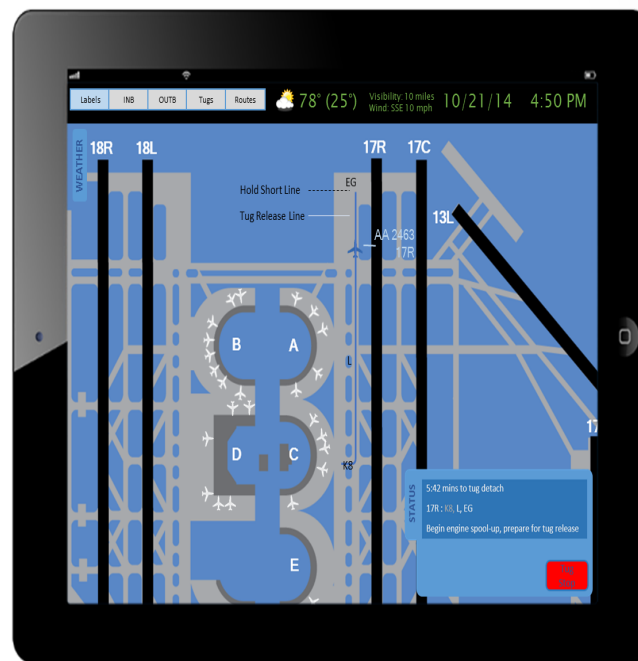 Labels INB OUTB Tugs Routes
78° (25°)
Visibility: 10 miles
Wind: SSE 10 mph
10/21/14 4:50 PM
WEATHER
18R 18L 17R 17C
EG
Hold Short Line
Tug Release Line
13L
AA 2463
17R
B A
L
D C
K8
17
E
STATUS
5:42 mins to tug detach
17R : K8, L, EG
Begin engine spool-up, prepare for tug release